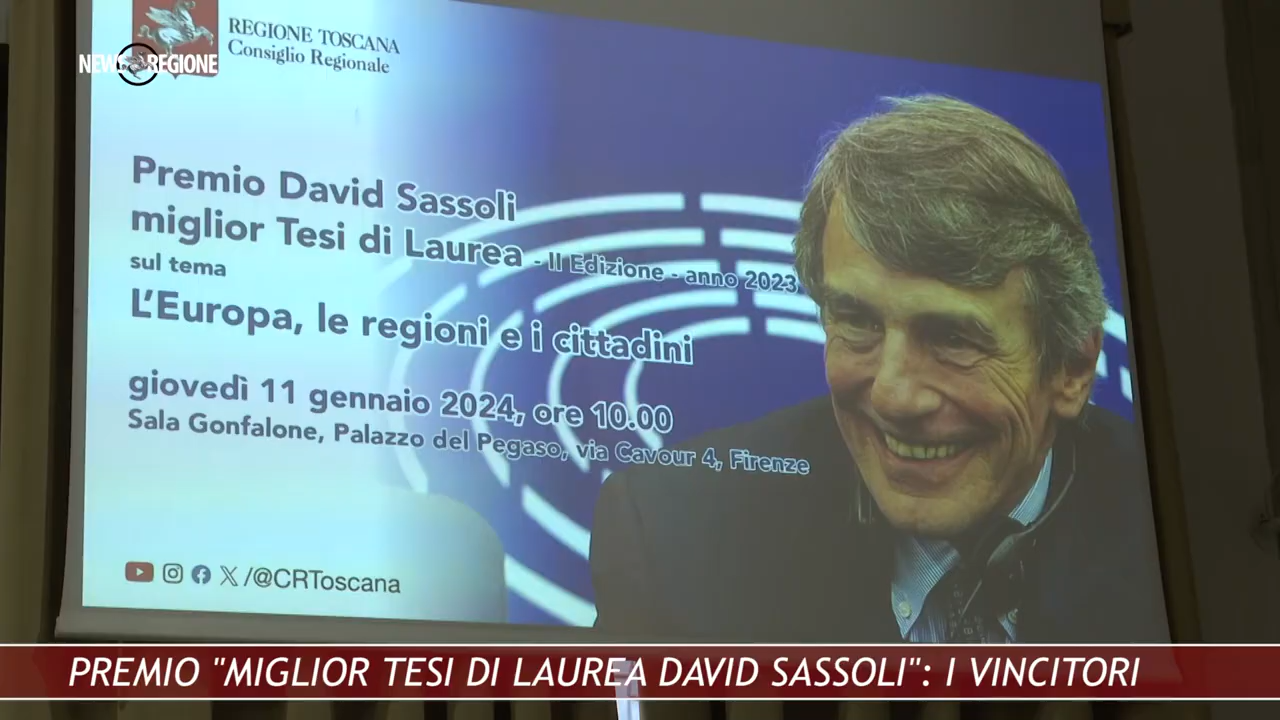 REGIONE TOSCANA
Consiglio Regionale
NEWS REGIONE
Premio David Sassoli
miglior Tesi di Laurea - II Edizione - anno 2023
sul tema
L'Europa, le regioni e i cittadini
giovedì 11 gennaio 2024, ore 10.00
Sala Gonfalone, Palazzo del Pegaso, via Cavour 4, Firenze
/@CRToscana
PREMIO "MIGLIOR TESI DI LAUREA DAVID SASSOLI": I VINCITORI